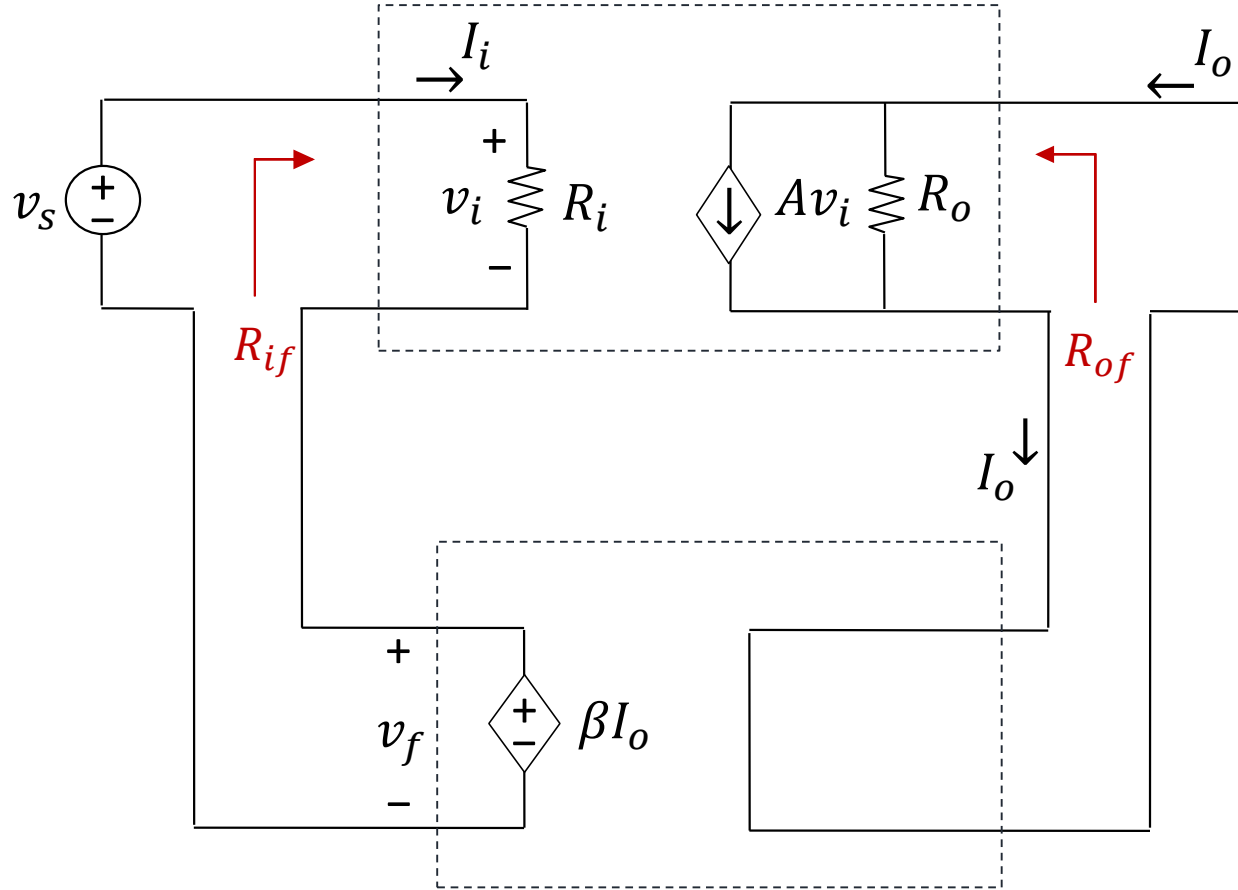 I_i
I_o
+
v_s
+
−
v_i
R_i
−
Av_i
R_o
R_if
R_of
I_o
+
v_f
+
−
βI_o
−